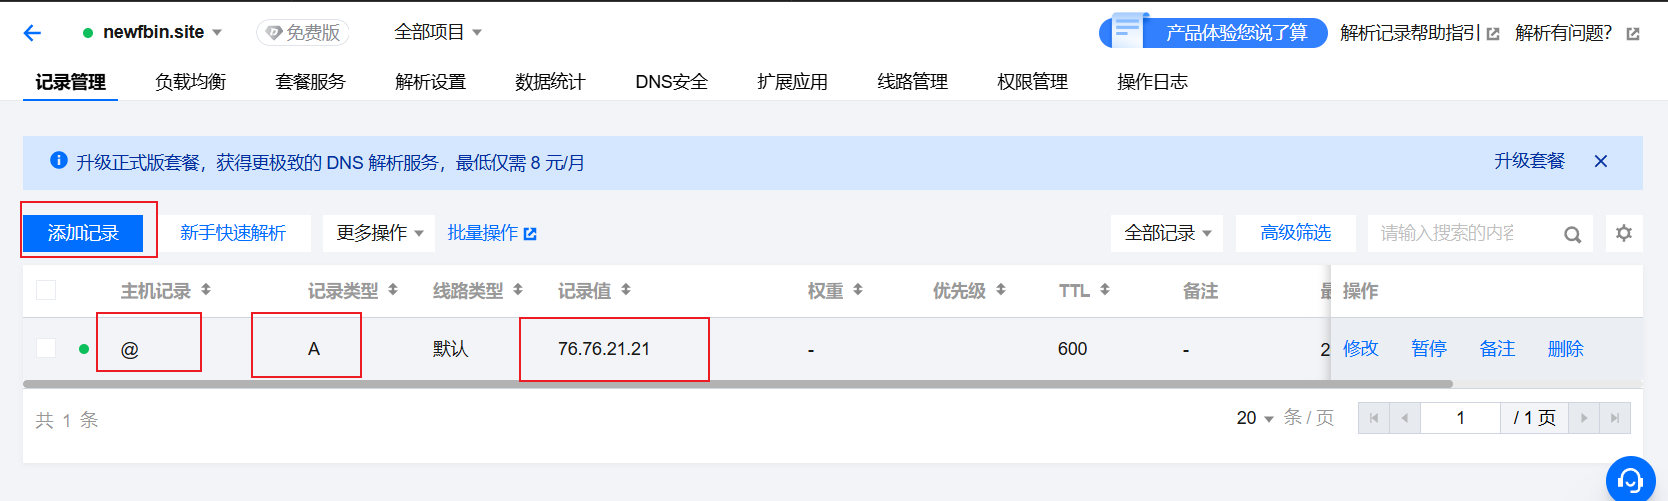 newfbin.site 免费版 全部项目 产品体验您说了算 解析记录帮助指引 解析有问题?
记录管理 负载均衡 套餐服务 解析设置 数据统计 DNS安全 扩展应用 线路管理 权限管理 操作日志
升级正式版套餐，获得更极致的 DNS 解析服务，最低仅需 8 元/月 升级套餐
添加记录 新手快速解析 更多操作 批量操作 全部记录 高级筛选 请输入搜索的内容
主机记录 记录类型 线路类型 记录值 权重 优先级 TTL 备注 操作
@ A 默认 76.76.21.21 - 600 - 2 修改 暂停 备注 删除
共 1 条 20 条 / 页 1 / 1 页